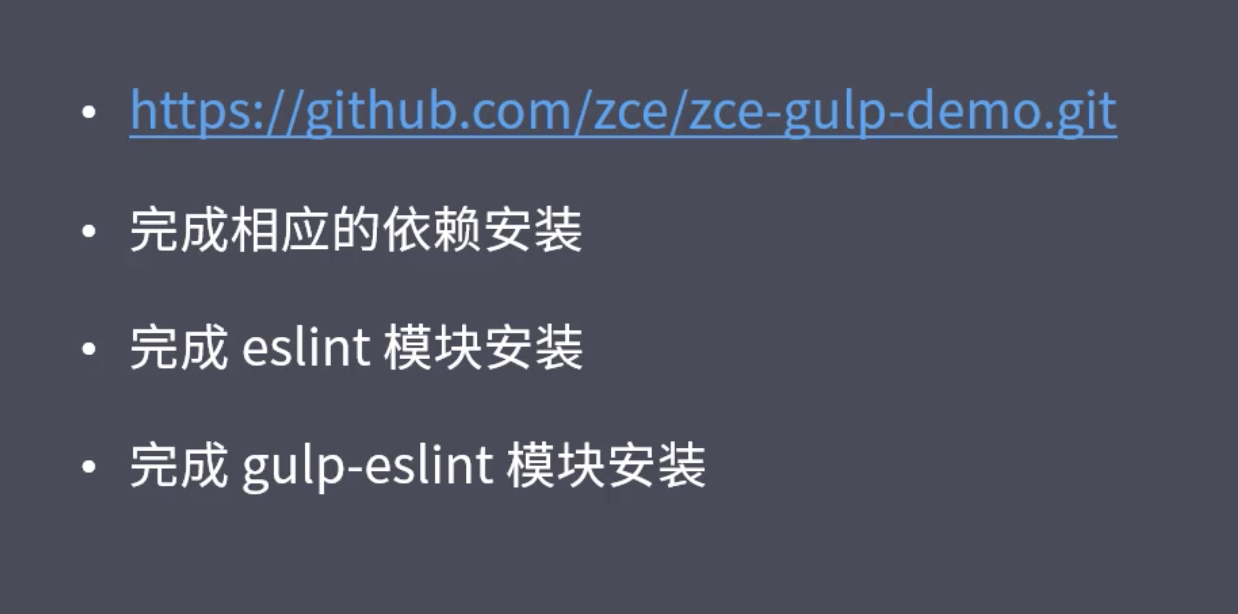 • https://github.com/zce/zce-gulp-demo.git
• 完成相应的依赖安装
• 完成 eslint 模块安装
• 完成 gulp-eslint 模块安装